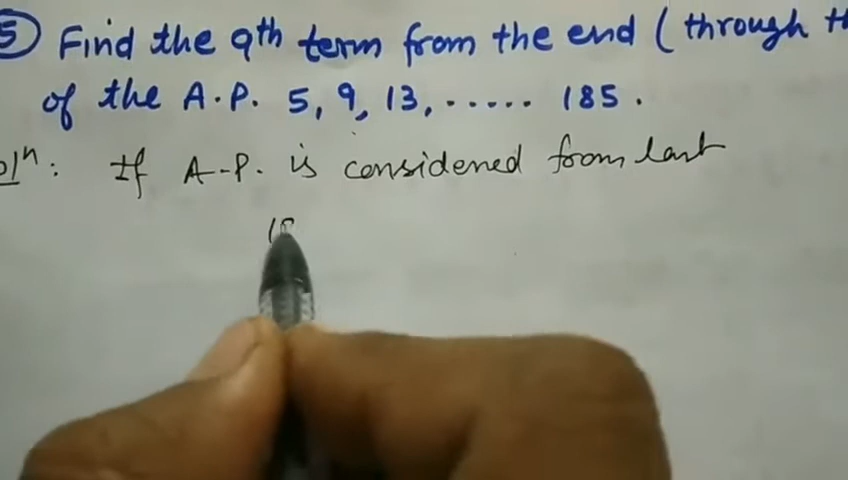 5 Find the 9th term from the end (through
of the A.P. 5, 9, 13, ...... 185.
If A.P. is considered from last